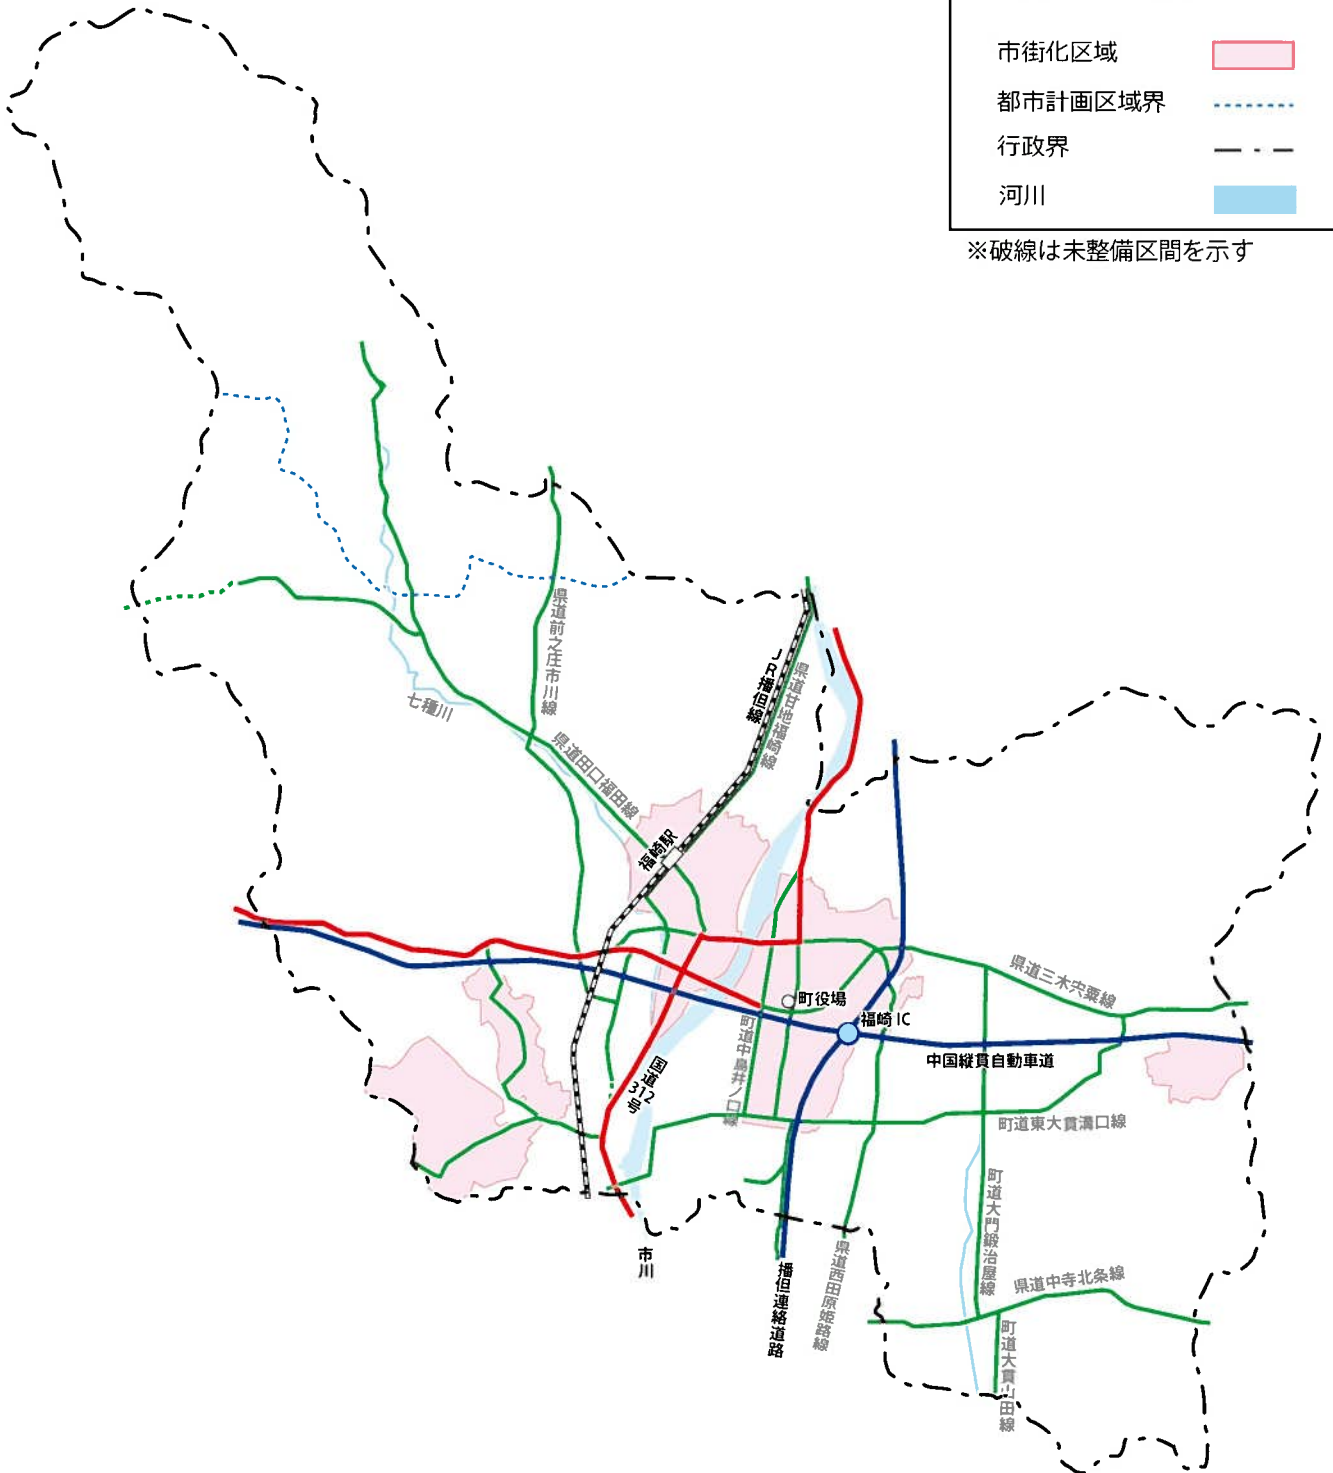 市街化区域
都市計画区域界
行政界
河川
※破線は未整備区間を示す
県道前之庄市川線
JR播但線
県道甘地福崎線
七種川
県道田口福田線
福崎駅
県道三木宍粟線
町役場
福崎IC
町道中島井ノ口線
中国縦貫自動車道
国道312号
町道東大貫溝口線
町道大門鍛治屋線
市川
播但連絡道路
県道西田原姫路線
県道中寺北条線
町道大貫山田線